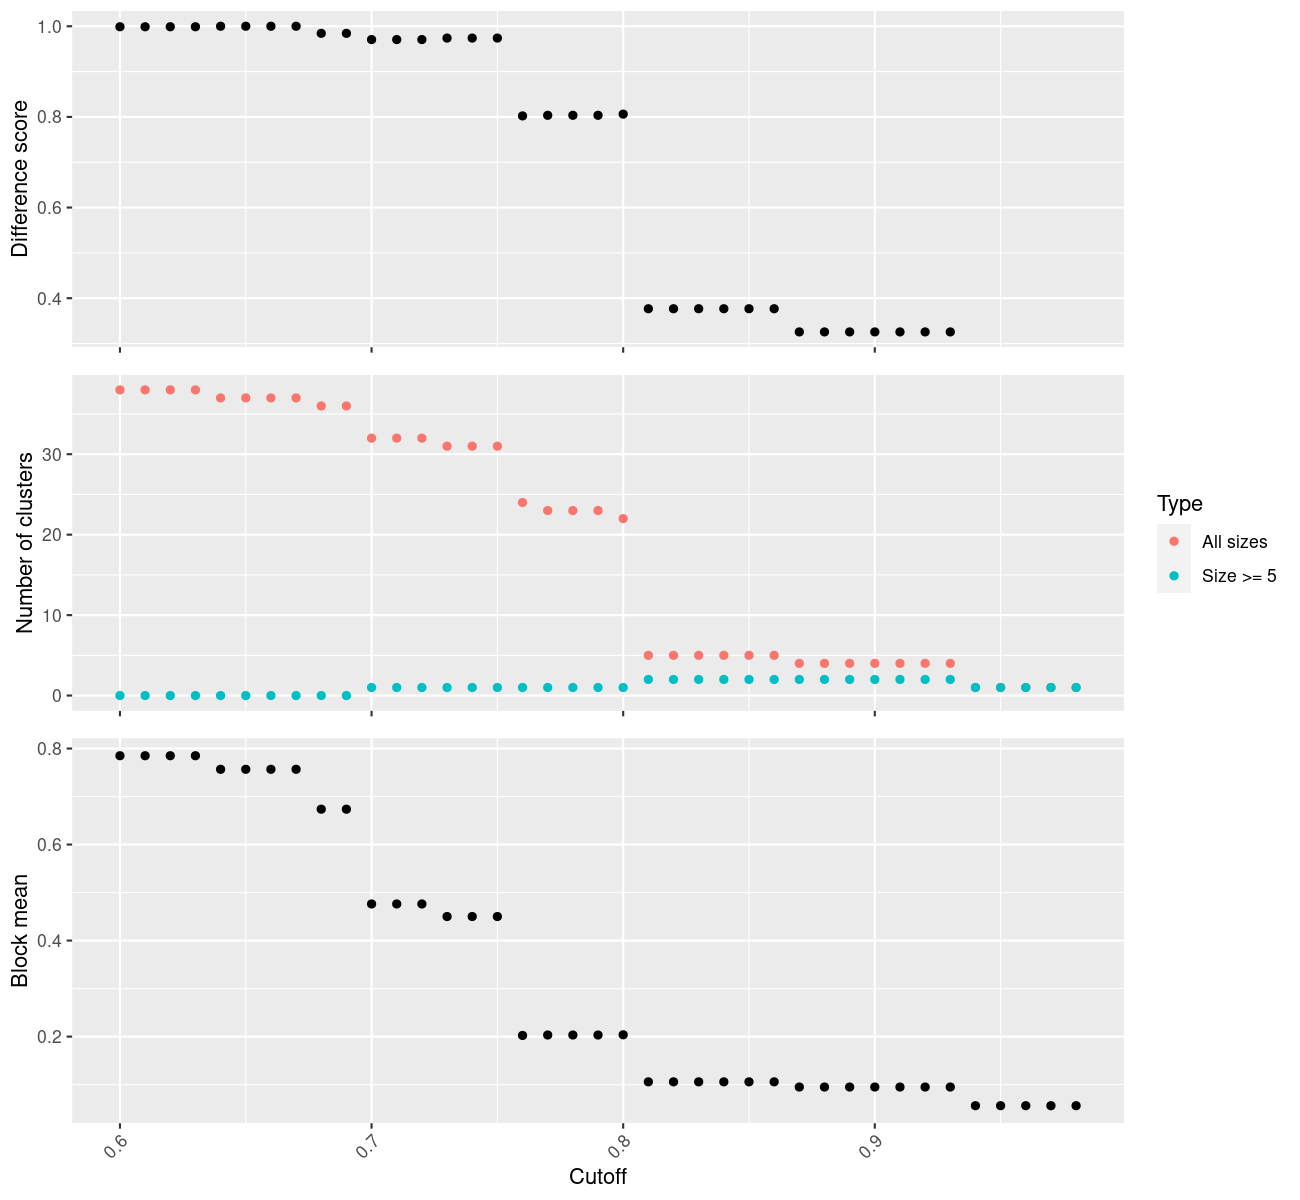 Difference score
1.0
0.8
0.6
0.4
Number of clusters
30
20
10
0
Type
All sizes
Size >= 5
Block mean
0.8
0.6
0.4
0.2
0.6
0.7
0.8
0.9
Cutoff